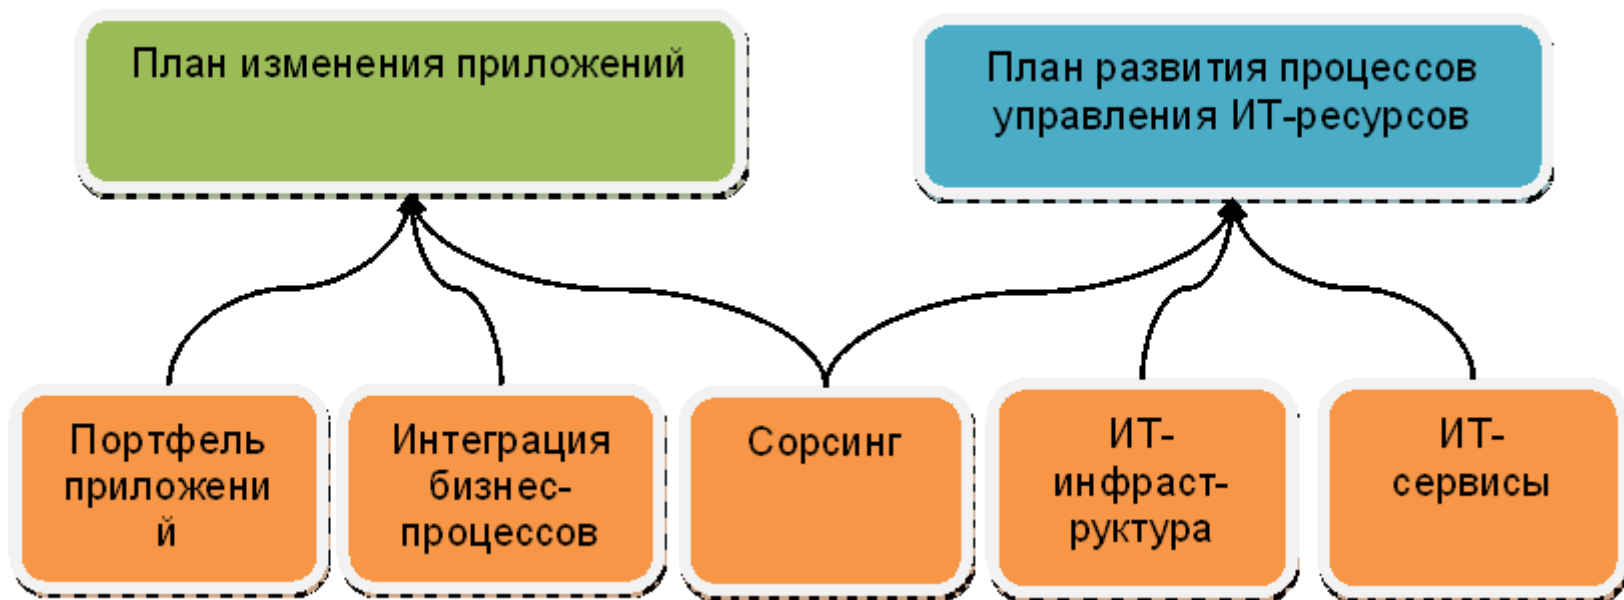 План изменения приложений
План развития процессов
управления ИТ-ресурсов
Портфель
приложени
й
Интеграция
бизнес-
процессов
Сорсинг
ИТ-
инфраст-
руктура
ИТ-
сервисы